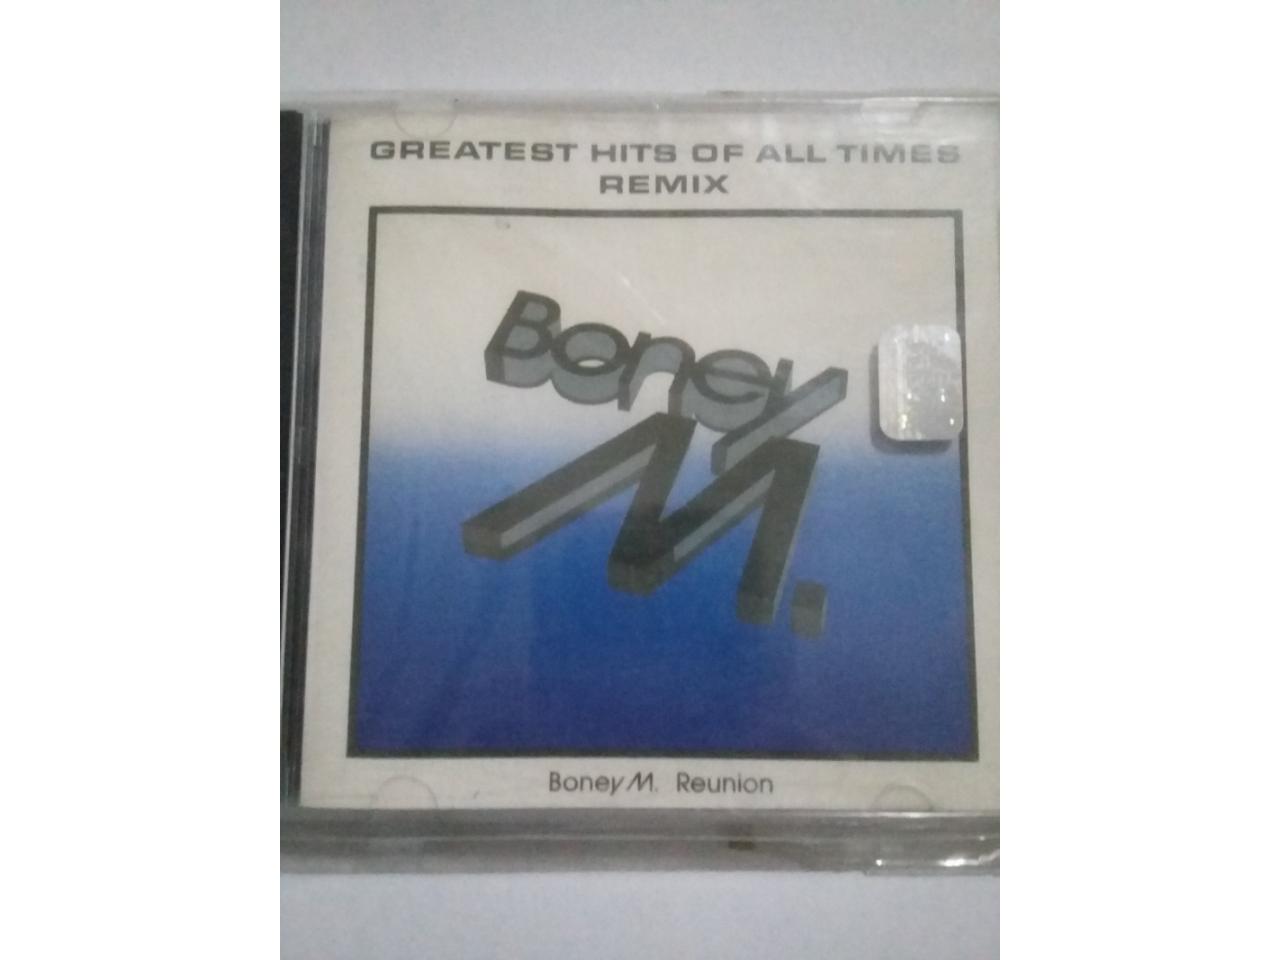 GREATEST HITS OF ALL TIMES
REMIX
Boney
M.
Boney M. Reunion